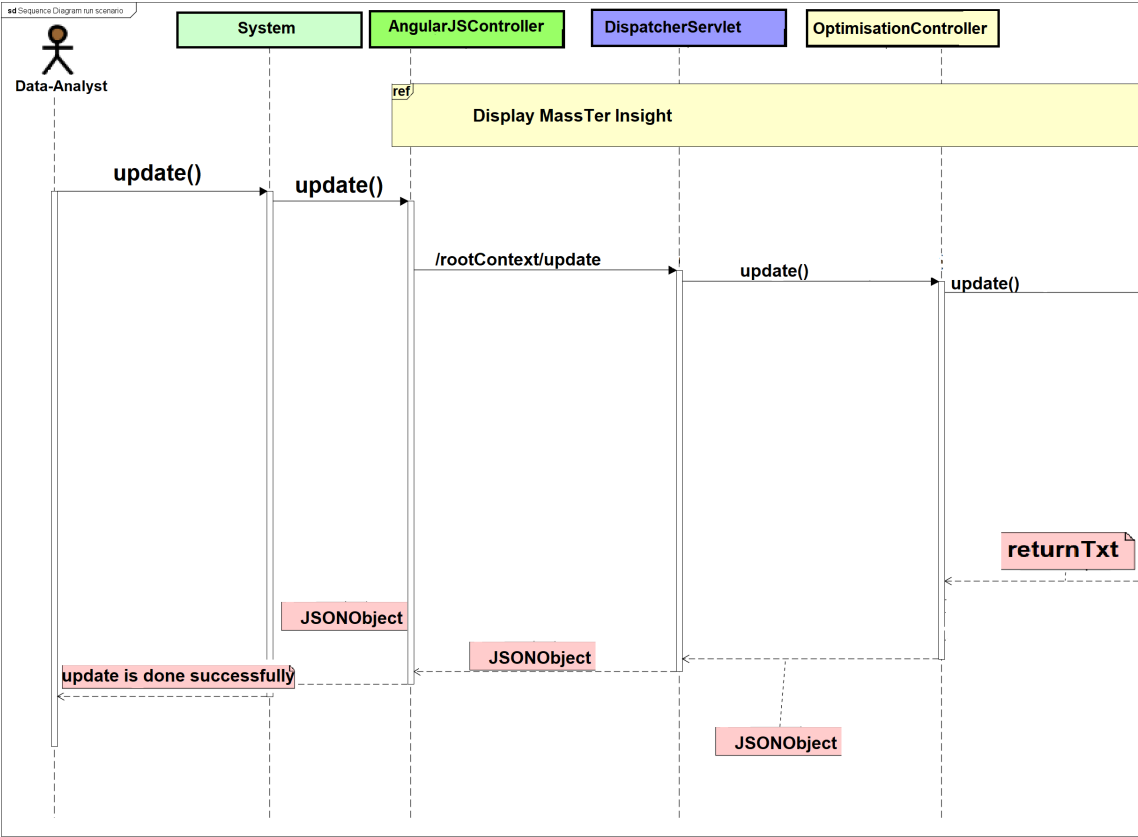 sd Sequence Diagram run scenario
System
AngularJSController
DispatcherServlet
OptimisationController
Data-Analyst
ref
Display MassTer Insight
update()
update()
/rootContext/update
update()
update()
returnTxt
JSONObject
JSONObject
update is done successfully
JSONObject